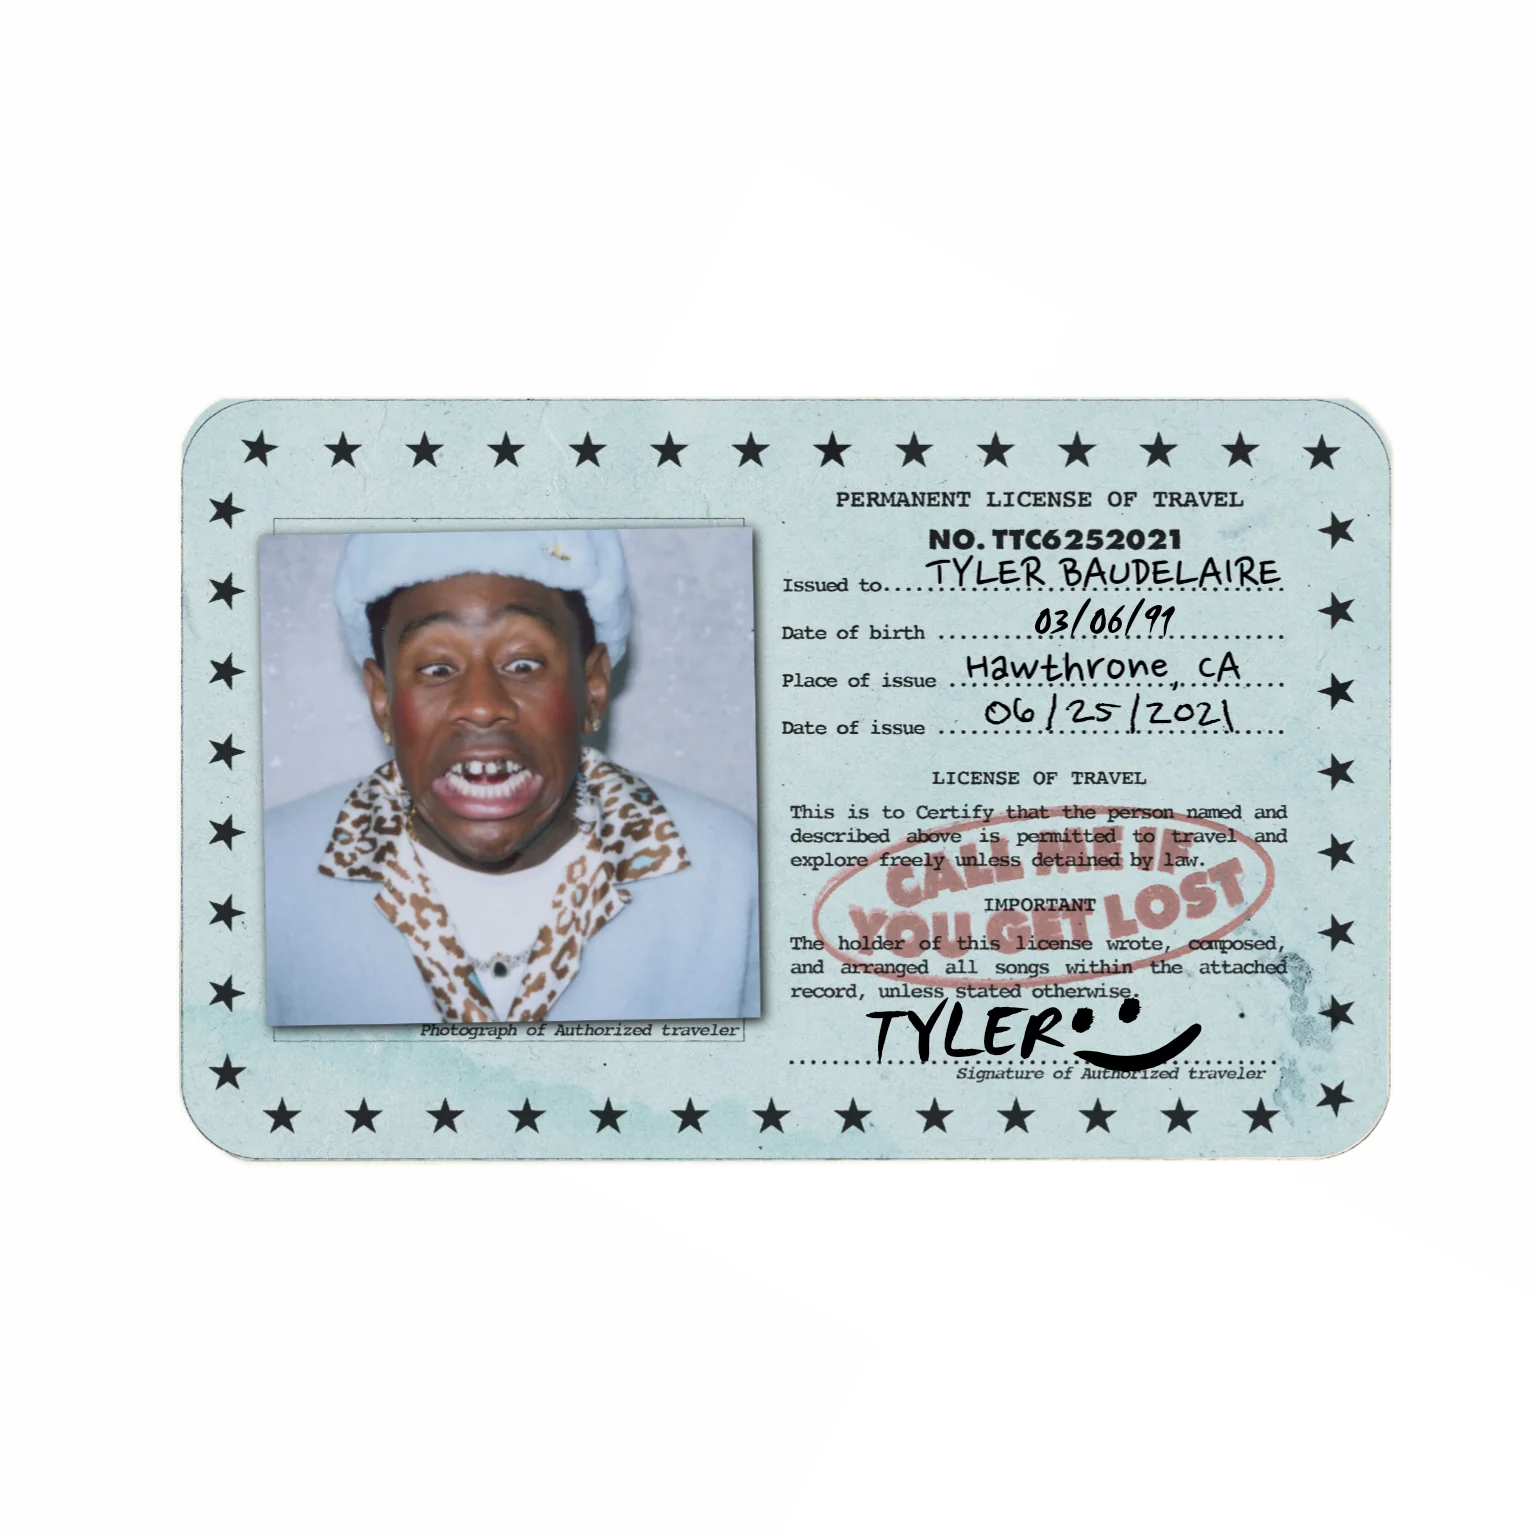 PERMANENT LICENSE OF TRAVEL
NO. TTC6252021
Issued to....TYLER BAUDELAIRE
Date of birth 03/06/91
Place of issue Hawthrone, CA
Date of issue 06/25/2021
LICENSE OF TRAVEL
This is to Certify that the person named and
described above is permitted to travel and
explore freely unless detained by law.
CALL ME IF
YOU GET LOST
IMPORTANT
The holder of this license wrote, composed,
and arranged all songs within the attached
record, unless stated otherwise.
TYLER
Signature of Authorized traveler
Photograph of Authorized traveler